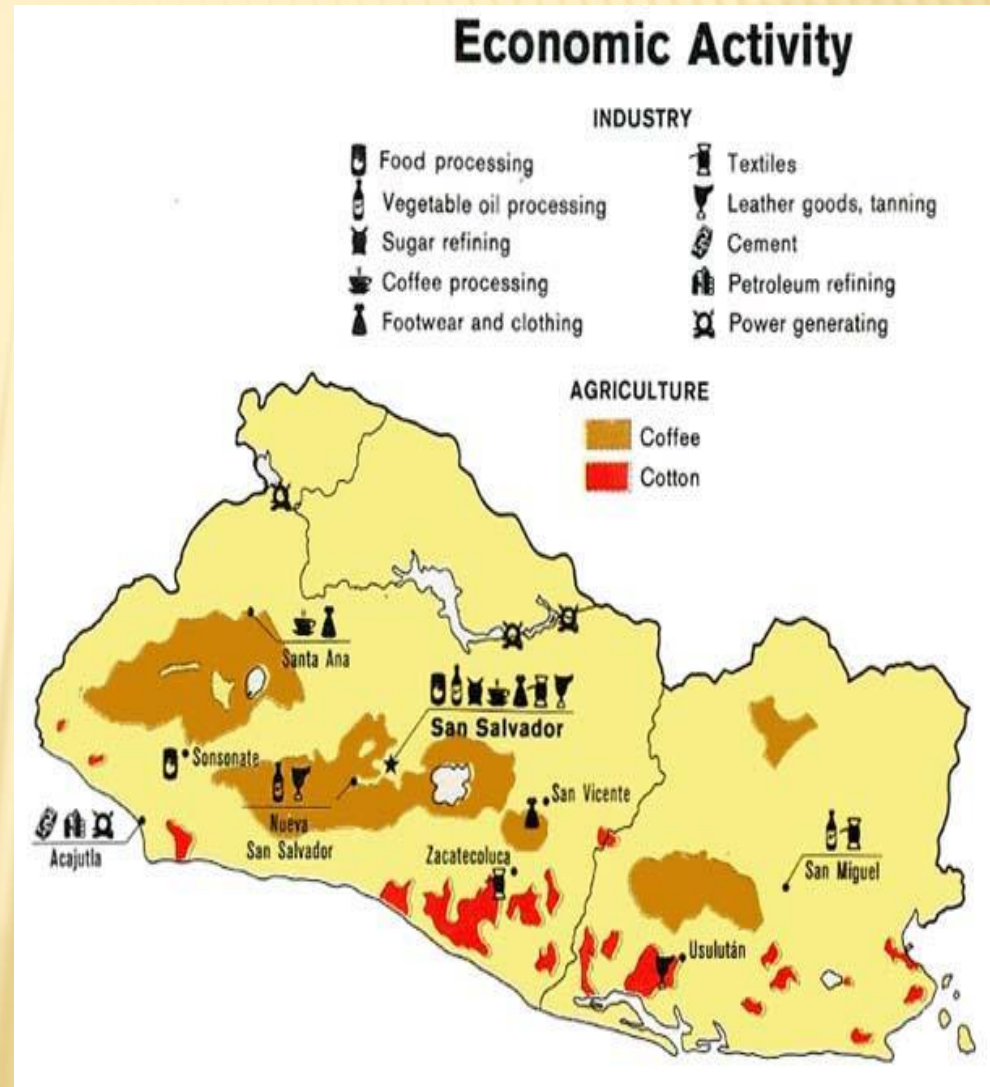 Economic Activity
INDUSTRY
Food processing
Vegetable oil processing
Sugar refining
Coffee processing
Footwear and clothing
Textiles
Leather goods, tanning
Cement
Petroleum refining
Power generating
AGRICULTURE
Coffee
Cotton
Santa Ana
San Salvador
Sonsonate
Nueva
San Salvador
San Vicente
Acajutla
Zacatecoluca
San Miguel
Usulután